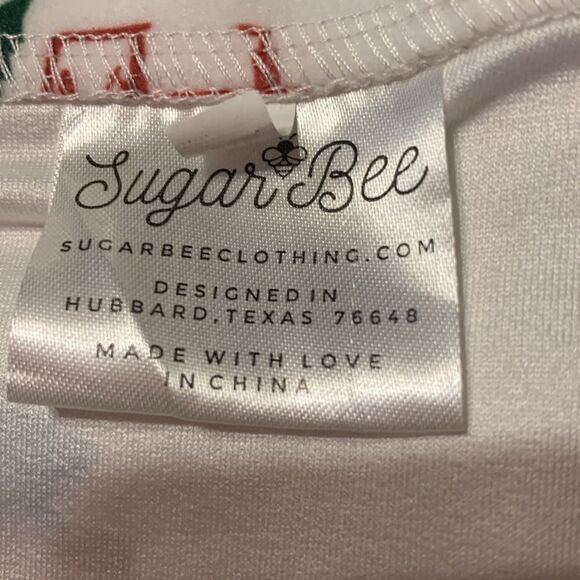 Sugar Bee
SUGARBEECLOTHING.COM
DESIGNED IN
HUBBARD, TEXAS 76648
MADE WITH LOVE
IN CHINA